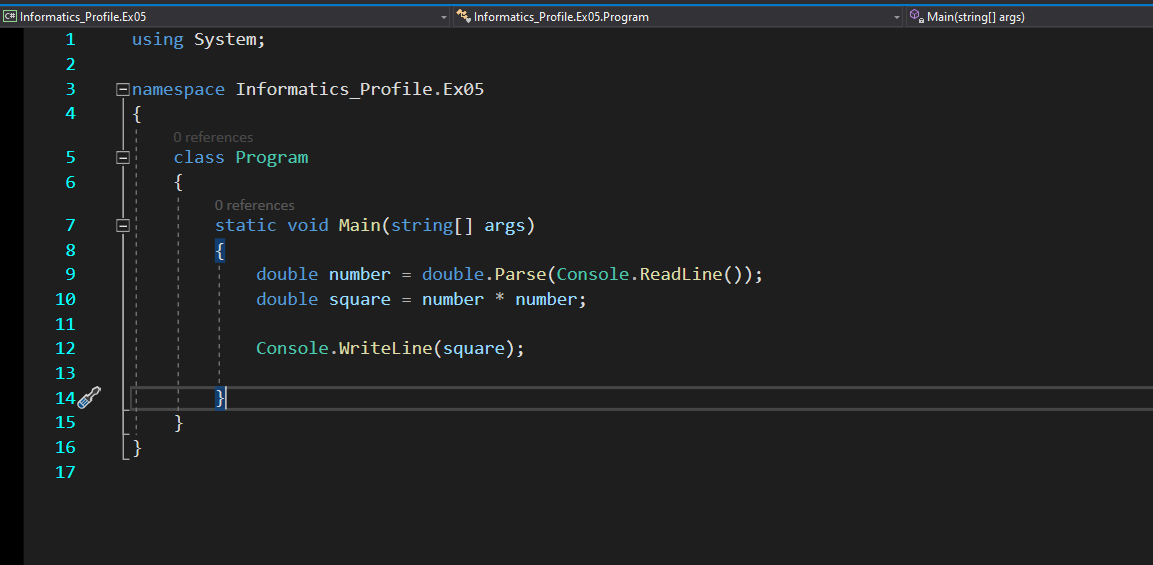 C# Informatics_Profile.Ex05 Informatics_Profile.Ex05.Program Main(string[] args)
1 using System;
2
3 namespace Informatics_Profile.Ex05
4 {
0 references
5 class Program
6 {
0 references
7 static void Main(string[] args)
8 {
9 double number = double.Parse(Console.ReadLine());
10 double square = number * number;
11
12 Console.WriteLine(square);
13
14 }
15 }
16 }
17